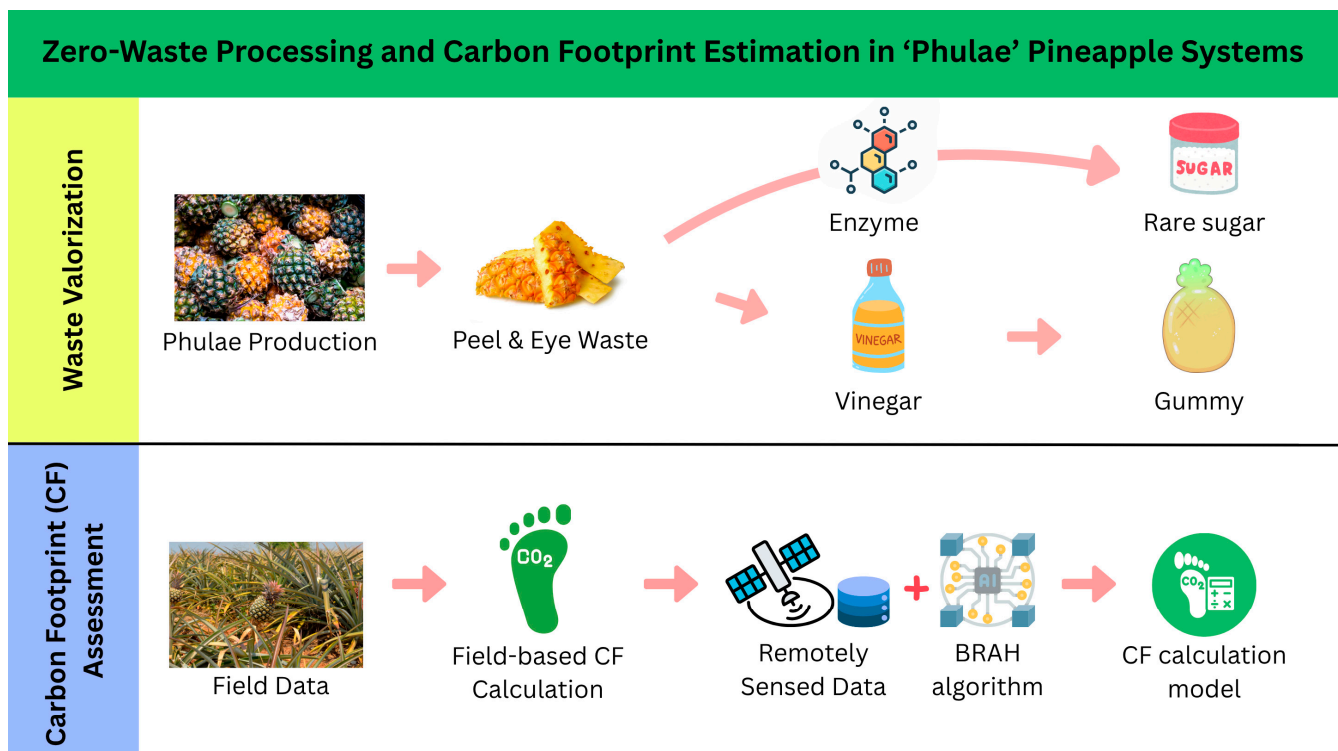 Zero-Waste Processing and Carbon Footprint Estimation in ‘Phulae’ Pineapple Systems
Waste Valorization
Phulae Production
Peel & Eye Waste
Enzyme
SUGAR
Rare sugar
VINEGAR
Vinegar
Gummy
Carbon Footprint (CF)
Assessment
Field Data
CO₂
Field-based CF
Calculation
Remotely
Sensed Data
+
AI
BRAH
algorithm
CO₂
CF calculation
model